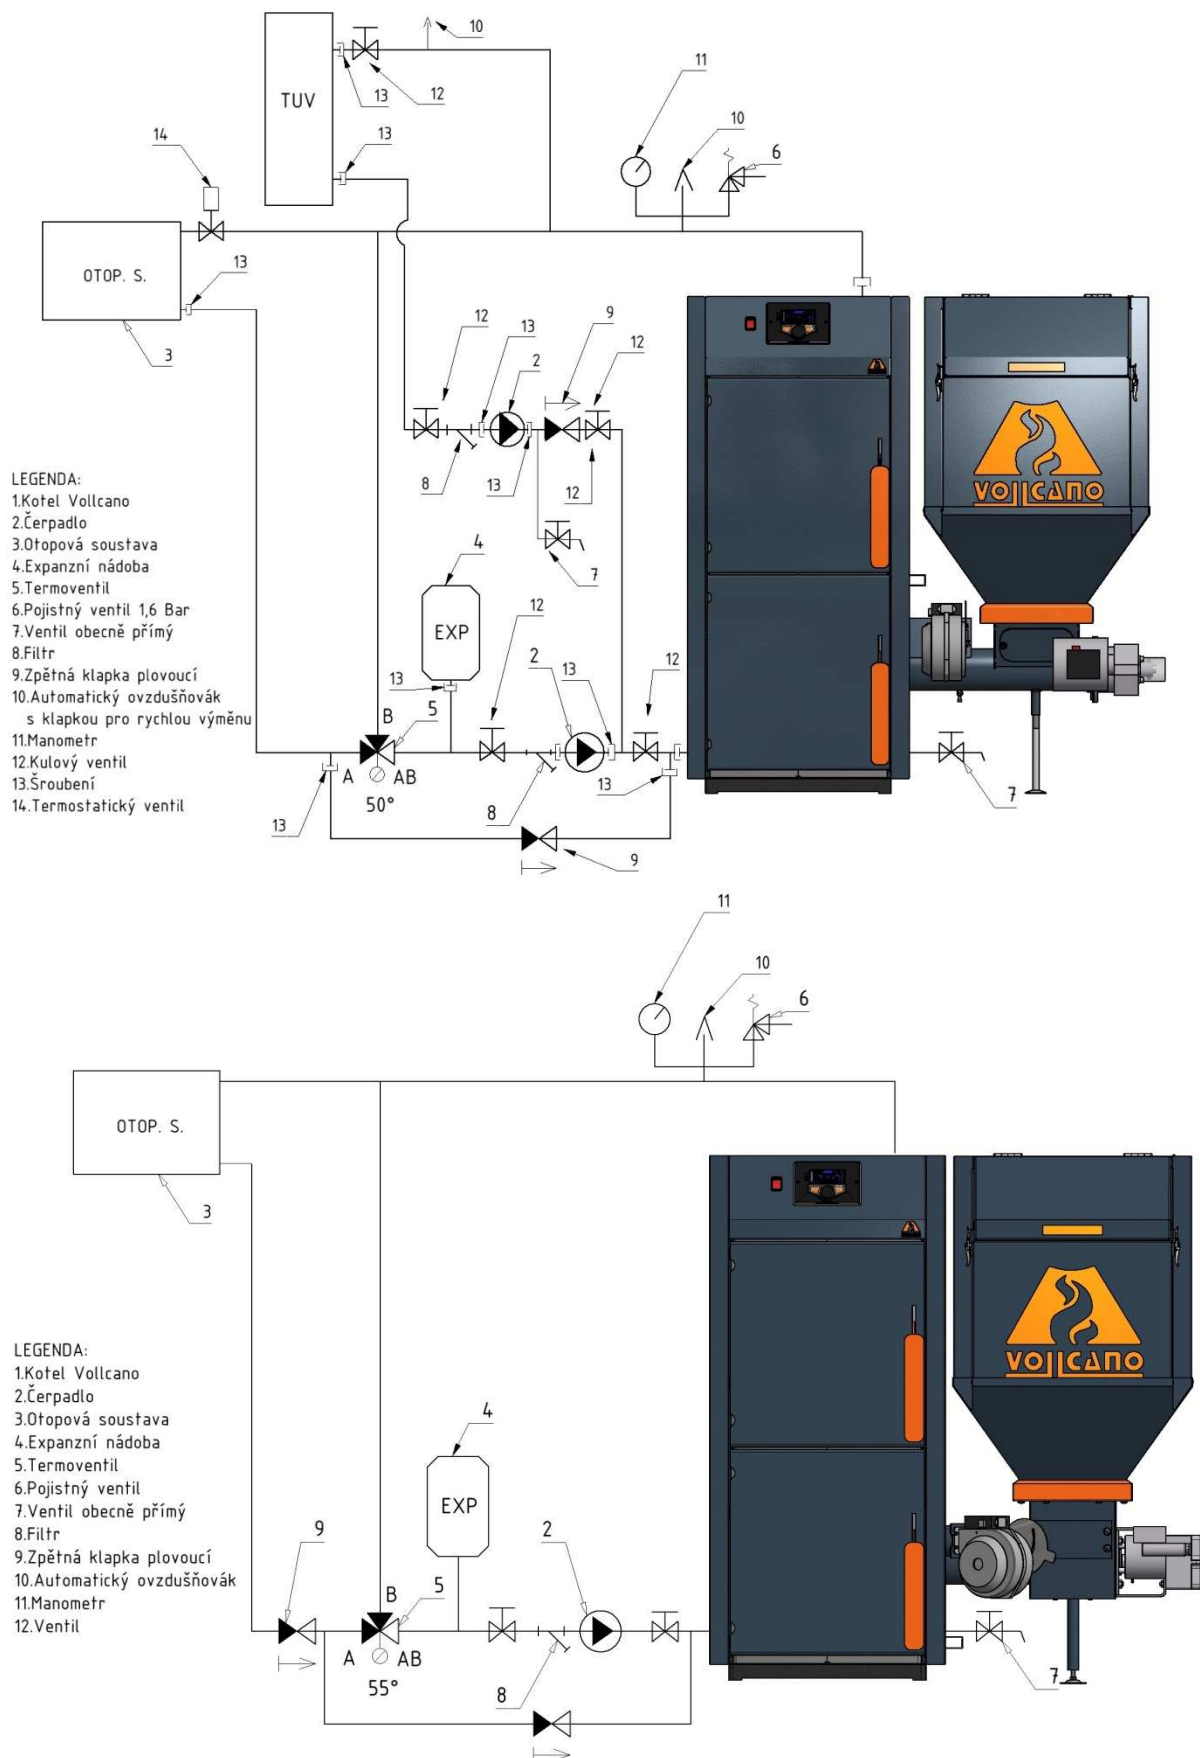 10
11
TUV
13
12
10
14
13
6
OTOP. S.
13
3
12
13
2
9
12
8
13
12
7
4
EXP
12
13
2
13
12
B
5
A
AB
50°
8
13
13
9
7
LEGENDA:
1.Kotel Vollcano
2.Čerpadlo
3.Otopová soustava
4.Expanzní nádoba
5.Termoventil
6.Pojistný ventil 1,6 Bar
7.Ventil obecně přímý
8.Filtr
9.Zpětná klapka plovoucí
10.Automatický ovzdušňovák
s klapkou pro rychlou výměnu
11.Manometr
12.Kulový ventil
13.Šroubení
14.Termostatický ventil
VOLLCANO
11
10
6
OTOP. S.
3
4
EXP
9
2
B
5
A
AB
55°
8
7
LEGENDA:
1.Kotel Vollcano
2.Čerpadlo
3.Otopová soustava
4.Expanzní nádoba
5.Termoventil
6.Pojistný ventil
7.Ventil obecně přímý
8.Filtr
9.Zpětná klapka plovoucí
10.Automatický ovzdušňovák
11.Manometr
12.Ventil
VOLLCANO